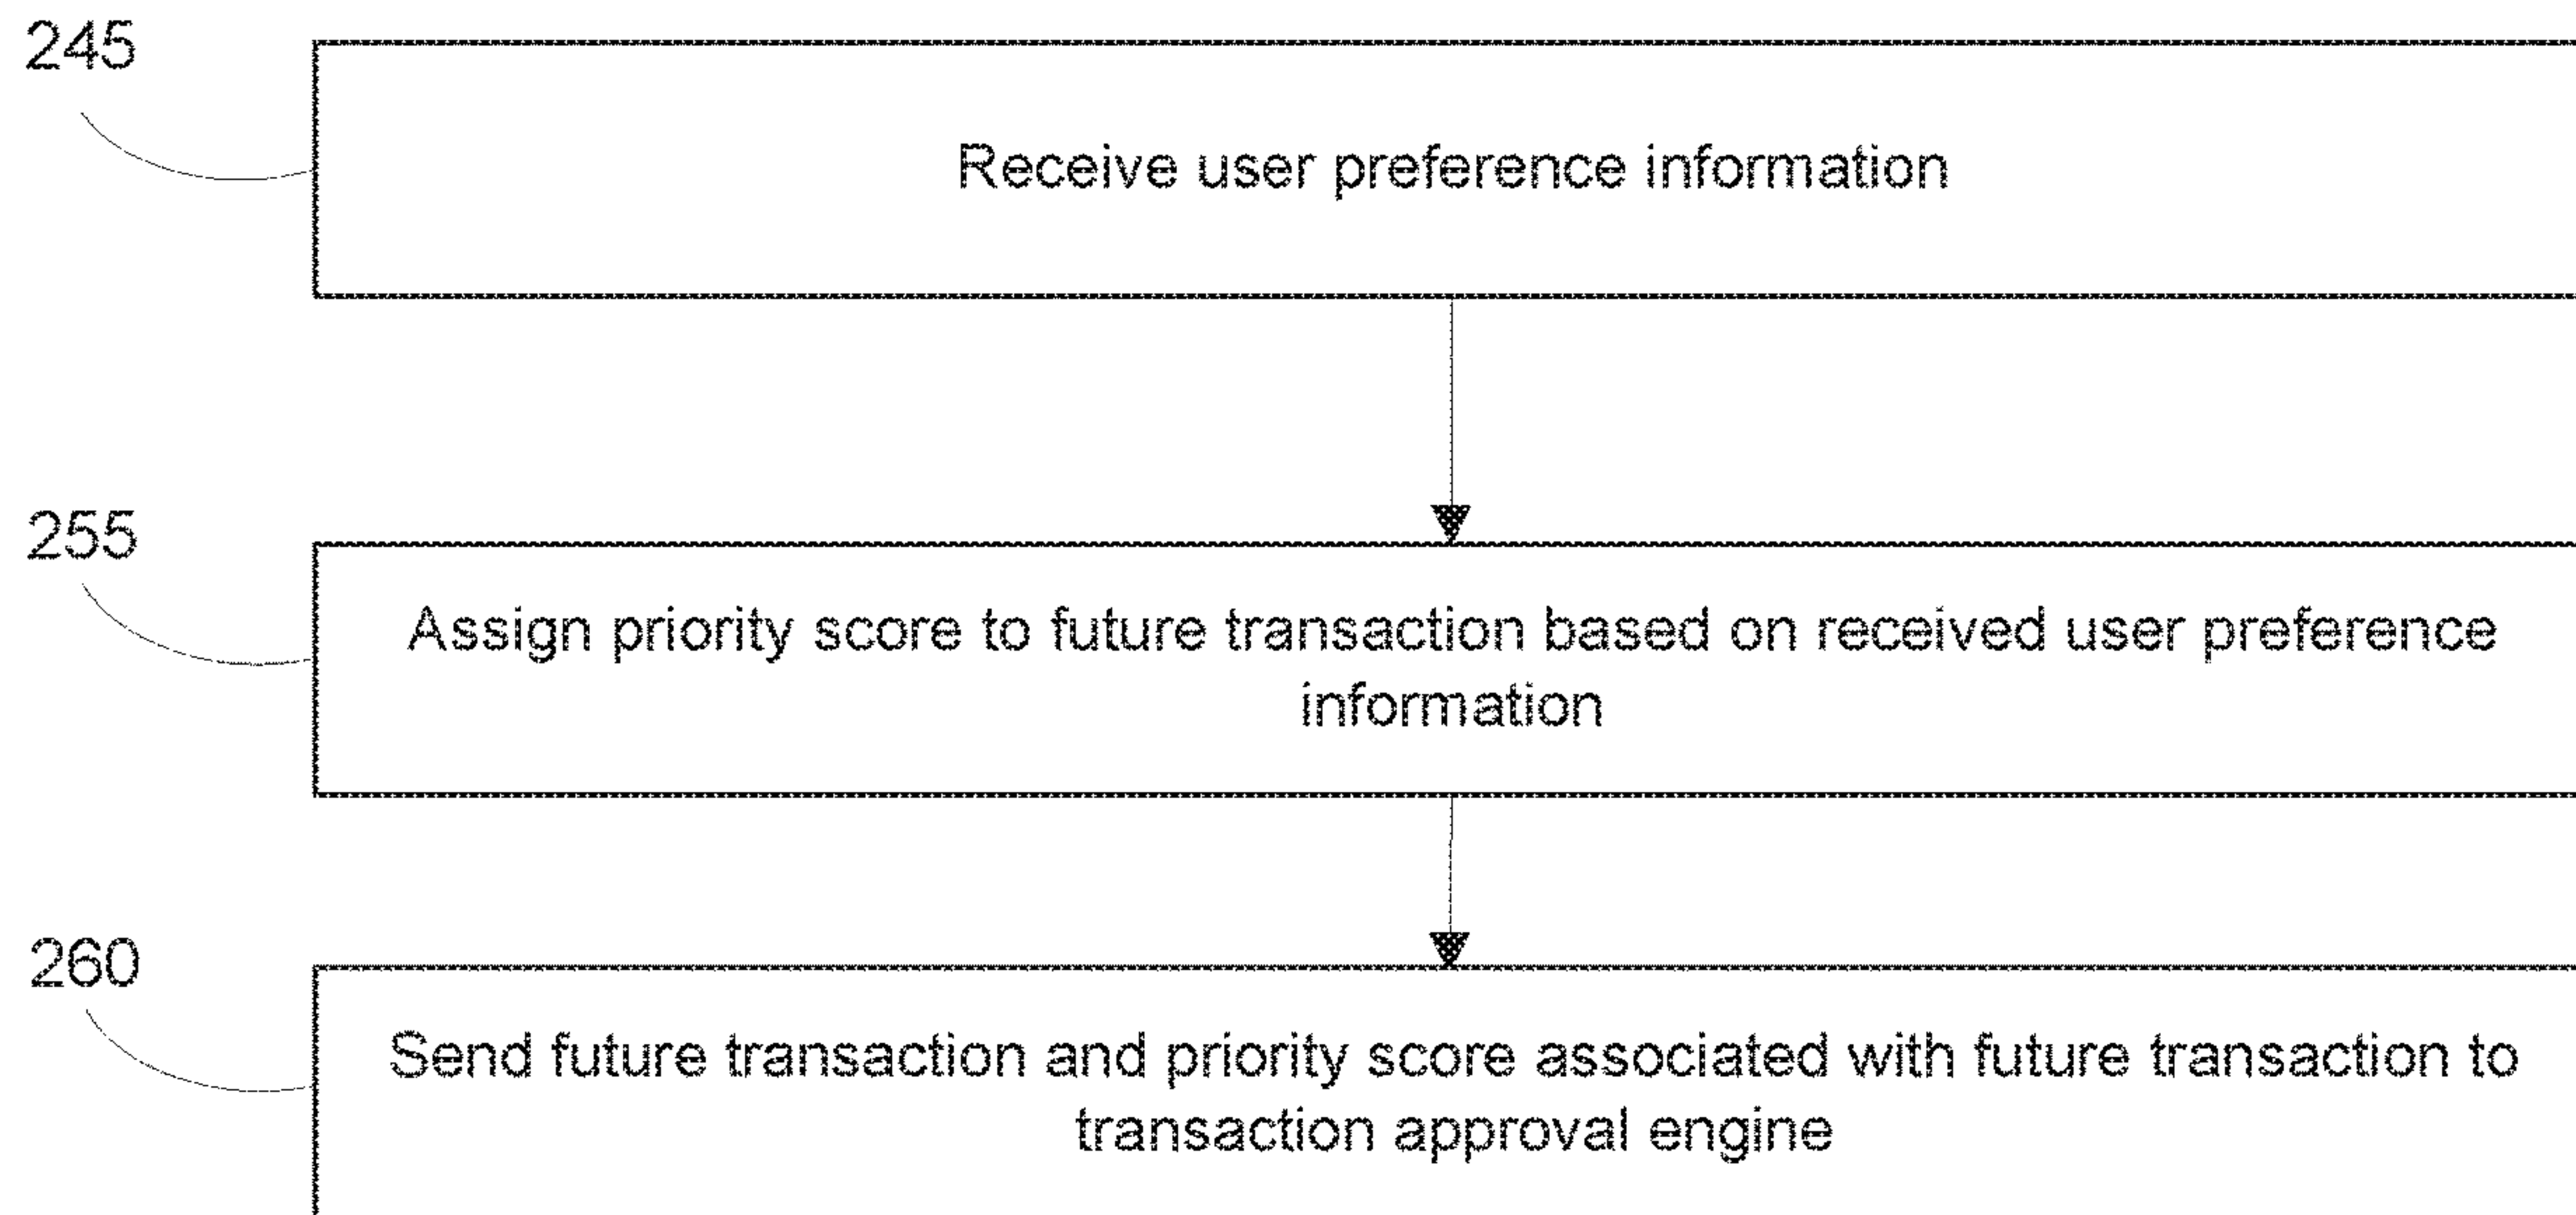 245
Receive user preference information
255
Assign priority score to future transaction based on received user preference
information
260
Send future transaction and priority score associated with future transaction to
transaction approval engine